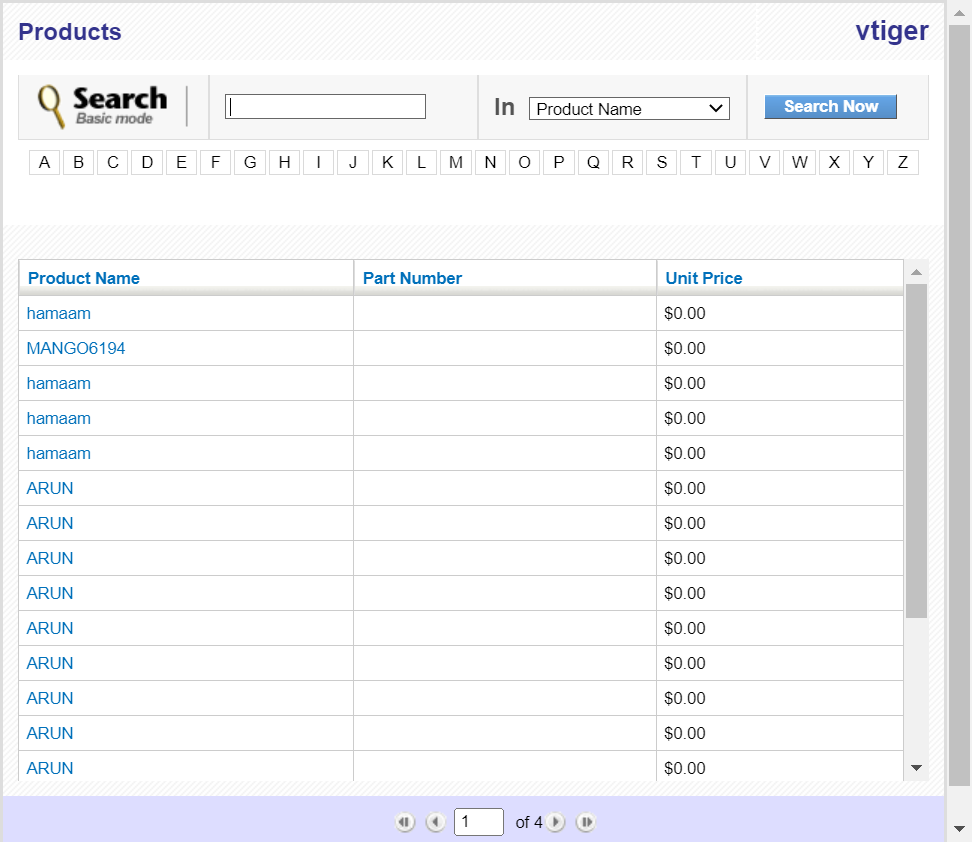 Products vtiger
Search
Basic mode
In Product Name Search Now
A B C D E F G H I J K L M N O P Q R S T U V W X Y Z
Product Name Part Number Unit Price
hamaam $0.00
MANGO6194 $0.00
hamaam $0.00
hamaam $0.00
hamaam $0.00
ARUN $0.00
ARUN $0.00
ARUN $0.00
ARUN $0.00
ARUN $0.00
ARUN $0.00
ARUN $0.00
ARUN $0.00
ARUN $0.00
1 of 4